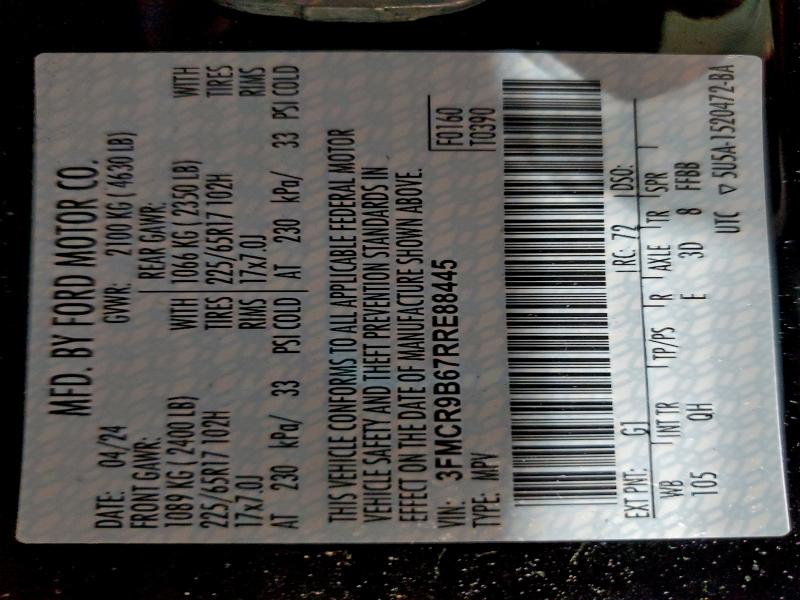 MFD. BY FORD MOTOR CO.
DATE: 04/24 GVWR: 2100 KG ( 4630 LB)
FRONT GAWR: REAR GAWR:
1089 KG ( 2400 LB) WITH 1066 KG ( 2350 LB) WITH
225/65R17 102H TIRES 225/65R17 102H TIRES
17x7.0J RIMS 17x7.0J RIMS
AT 230 kPa/ 33 PSI COLD AT 230 kPa/ 33 PSI COLD
THIS VEHICLE CONFORMS TO ALL APPLICABLE FEDERAL MOTOR
VEHICLE SAFETY AND THEFT PREVENTION STANDARDS IN
EFFECT ON THE DATE OF MANUFACTURE SHOWN ABOVE.
VIN: 3FMCR9B67RRE88445 F0160
TYPE: MPV T0390
EXT PNT: G1 RC: 72 DSO:
WB INT TR TP/PS R AXLE TR SPR
105 QH E 3D 8 FFBB
UTC ▽ 5U5A-1520472-BA